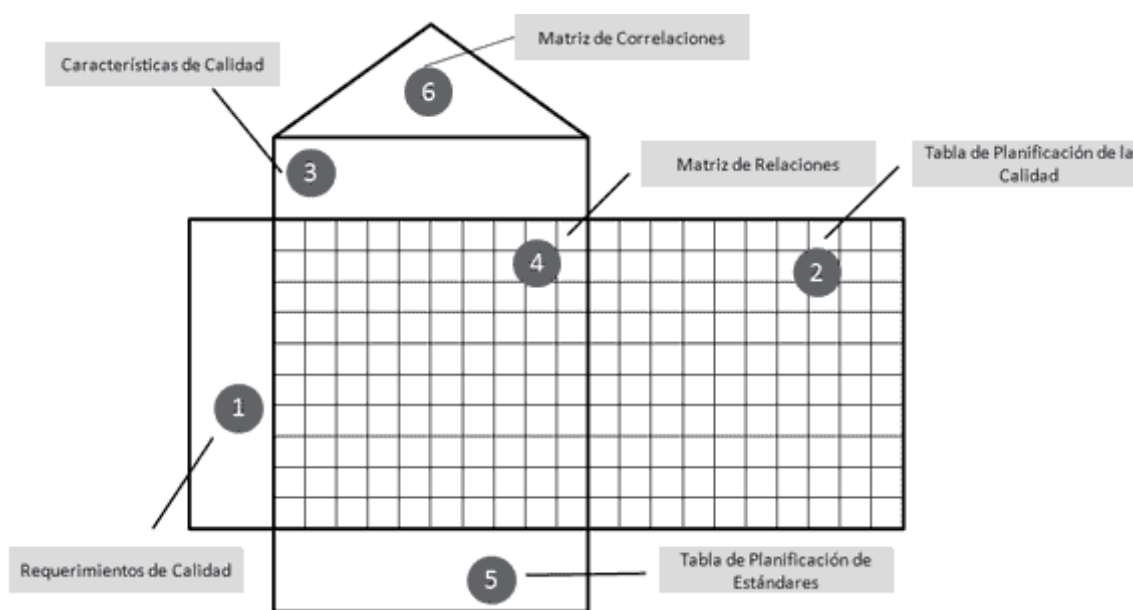 Matriz de Correlaciones
Características de Calidad
6
3
Matriz de Relaciones
Tabla de Planificación de la
Calidad
4
2
1
Requerimientos de Calidad
5
Tabla de Planificación de
Estándares